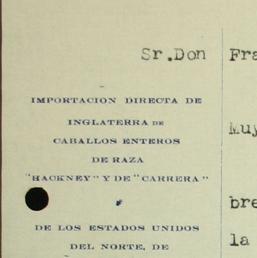 Sr.Don Fra
IMPORTACION DIRECTA DE
INGLATERRA DE
CABALLOS ENTEROS
DE RAZA
"HACKNEY" Y DE "CARRERA"
Muy
DE LOS ESTADOS UNIDOS
DEL NORTE, DE
bre
la